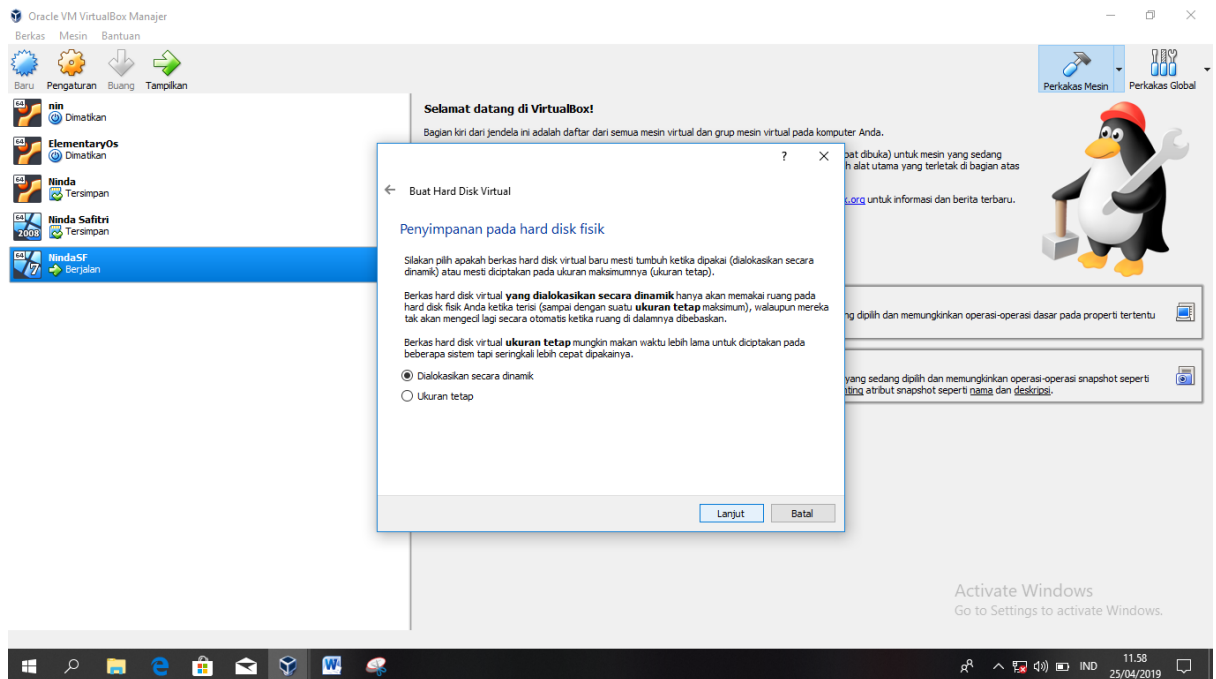 Oracle VM VirtualBox Manajer
Berkas Mesin Bantuan
Baru Pengaturan Buang Tampilkan
Perkakas Mesin Perkakas Global
64 nin
Dimatikan
64 ElementaryOs
Dimatikan
64 Ninda
Tersimpan
64 2008 Ninda Safitri
Tersimpan
64 7 NindaSF
Berjalan
Selamat datang di VirtualBox!
Bagian kiri dari jendela ini adalah daftar dari semua mesin virtual dan grup mesin virtual pada komputer Anda.
pat dibuka) untuk mesin yang sedang
h alat utama yang terletak di bagian atas
.org untuk informasi dan berita terbaru.
ng dipilih dan memungkinkan operasi-operasi dasar pada properti tertentu
yang sedang dipilih dan memungkinkan operasi-operasi snapshot seperti
nting atribut snapshot seperti nama dan deskripsi.
?
Buat Hard Disk Virtual
Penyimpanan pada hard disk fisik
Silakan pilih apakah berkas hard disk virtual baru mesti tumbuh ketika dipakai (dialokasikan secara
dinamik) atau mesti diciptakan pada ukuran maksimumnya (ukuran tetap).
Berkas hard disk virtual yang dialokasikan secara dinamik hanya akan memakai ruang pada
hard disk fisik Anda ketika terisi (sampai dengan suatu ukuran tetap maksimum), walaupun mereka
tak akan mengecil lagi secara otomatis ketika ruang di dalamnya dibebaskan.
Berkas hard disk virtual ukuran tetap mungkin makan waktu lebih lama untuk diciptakan pada
beberapa sistem tapi seringkali lebih cepat dipakainya.
Dialokasikan secara dinamik
Ukuran tetap
Lanjut Batal
Activate Windows
Go to Settings to activate Windows.
IND
11.58
25/04/2019